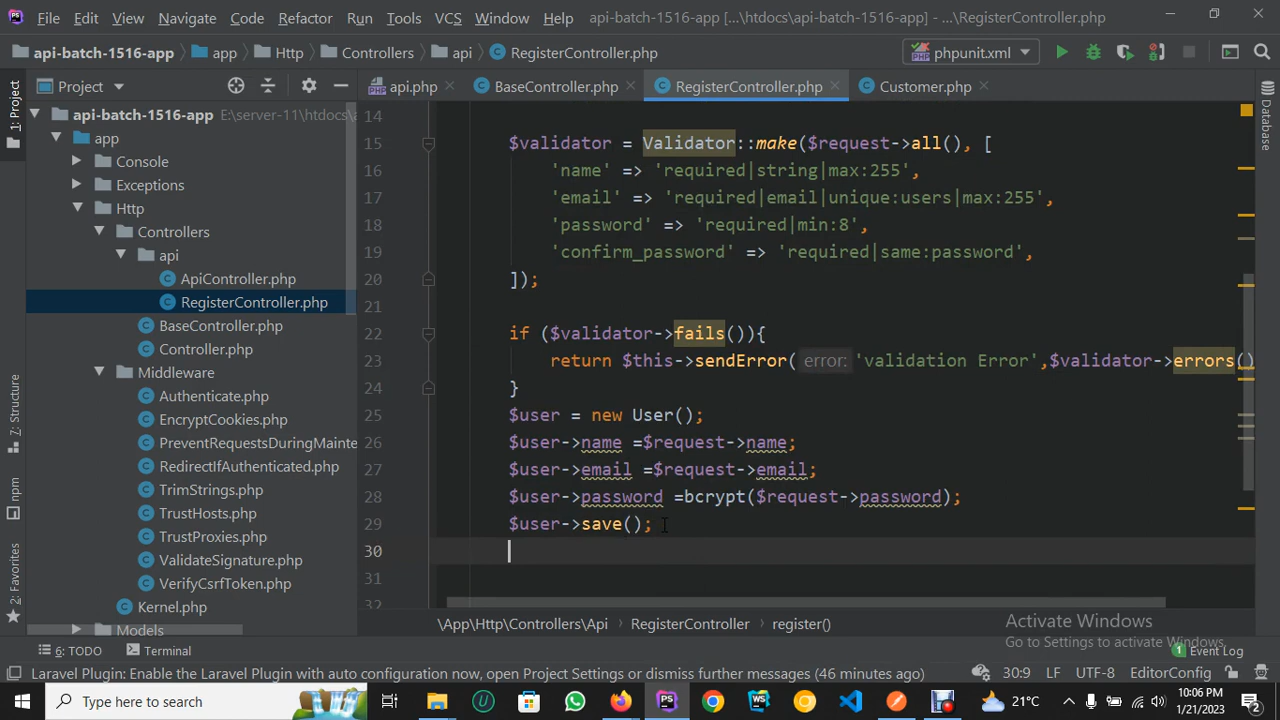 File Edit View Navigate Code Refactor Run Tools VCS Window Help api-batch-1516-app [...\htdocs\api-batch-1516-app] - ...\RegisterController.php
api-batch-1516-app app Http Controllers api RegisterController.php phpunit.xml
Project api.php BaseController.php RegisterController.php Customer.php
1: Project
7: Structure
2: Favorites
Database
api-batch-1516-app E:\server-11\htdocs\a
app
Console
Exceptions
Http
Controllers
api
ApiController.php
RegisterController.php
BaseController.php
Controller.php
Middleware
Authenticate.php
EncryptCookies.php
PreventRequestsDuringMainte
RedirectIfAuthenticated.php
TrimStrings.php
TrustHosts.php
TrustProxies.php
ValidateSignature.php
VerifyCsrfToken.php
Kernel.php
Models
14
15 $validator = Validator::make($request->all(), [
16 'name' => 'required|string|max:255',
17 'email' => 'required|email|unique:users|max:255',
18 'password' => 'required|min:8',
19 'confirm_password' => 'required|same:password',
20 ]);
21
22 if ($validator->fails()){
23 return $this->sendError( error: 'validation Error',$validator->errors()
24 }
25 $user = new User();
26 $user->name =$request->name;
27 $user->email =$request->email;
28 $user->password =bcrypt($request->password);
29 $user->save();
30
31
32
\App\Http\Controllers\Api RegisterController register()
Activate Windows
Go to Settings to activate Windows.
6: TODO Terminal 1 Event Log
Laravel Plugin: Enable the Laravel Plugin with auto configuration now, open Project Settings or dismiss further messages (46 minutes ago) 30:9 LF UTF-8 EditorConfig
Type here to search 21°C 10:06 PM
1/21/2023 2